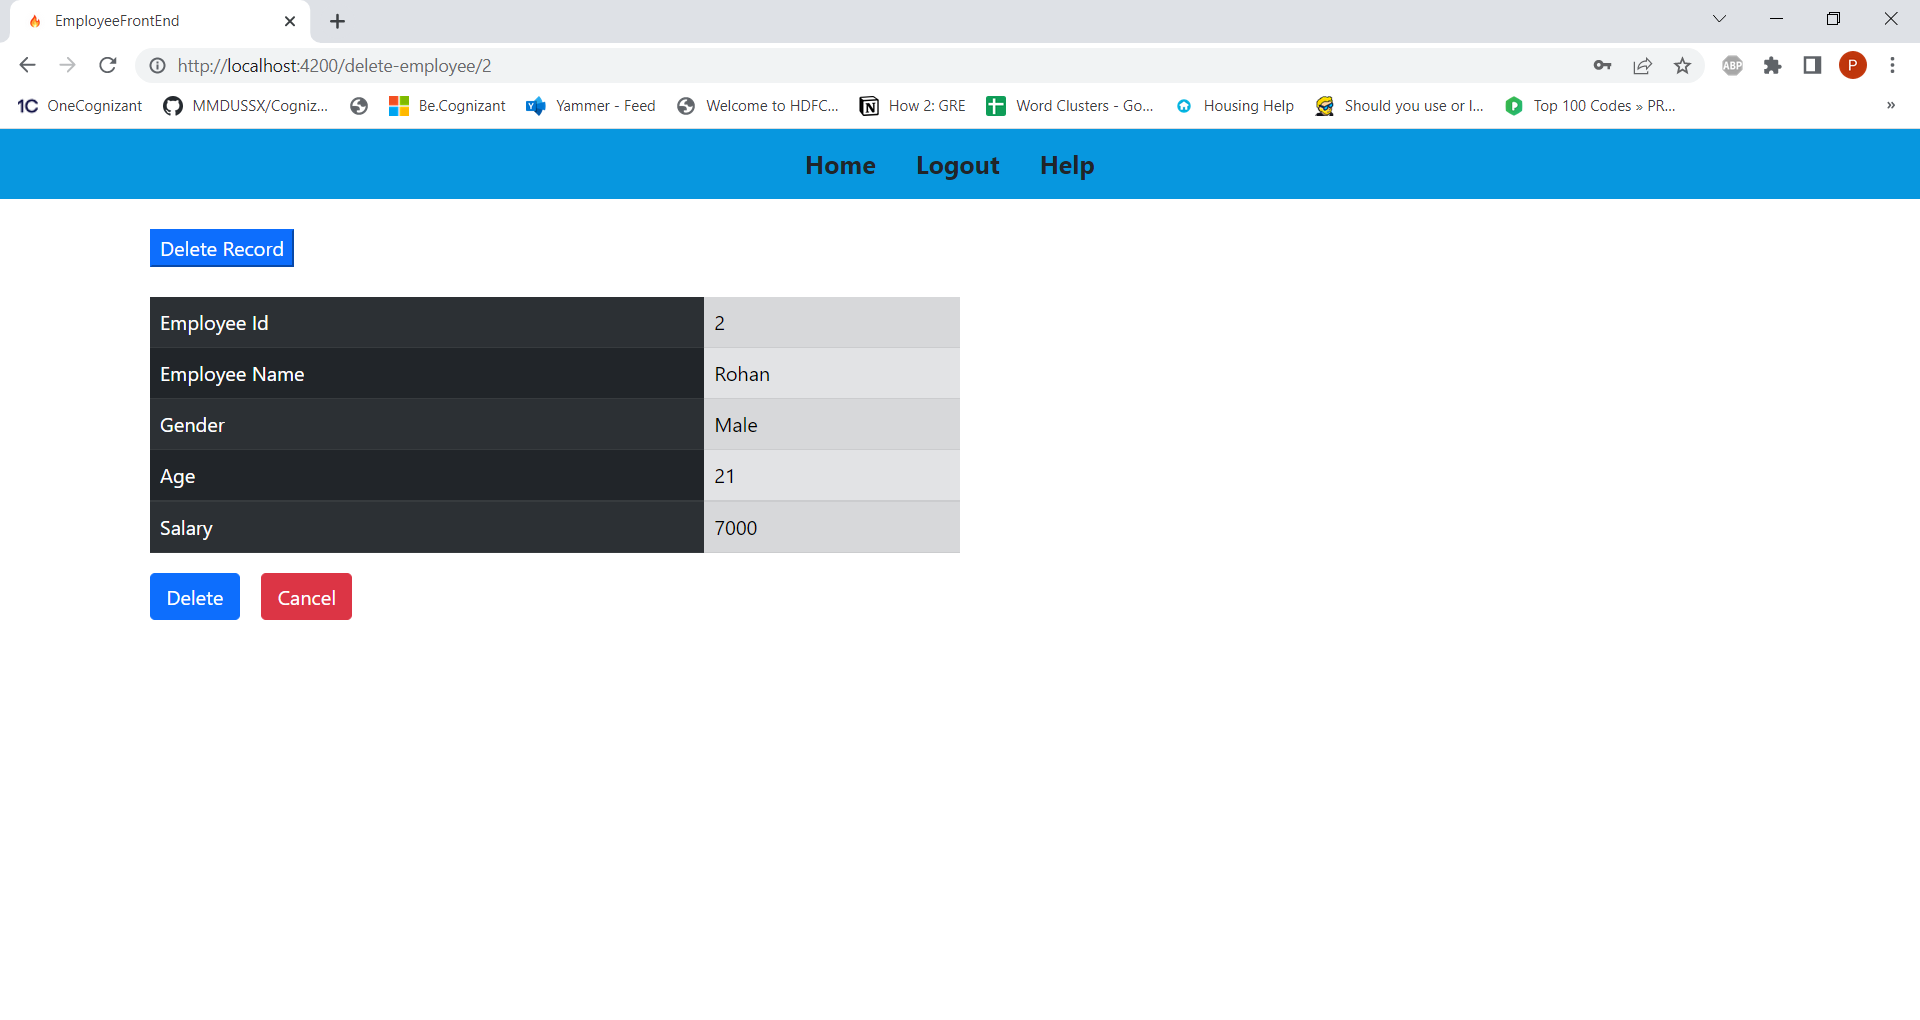 EmployeeFrontEnd
http://localhost:4200/delete-employee/2
ABP
P
1C OneCognizant MMDUSSX/Cogniz... Be.Cognizant Yammer - Feed Welcome to HDFC... How 2: GRE Word Clusters - Go... Housing Help Should you use or l... Top 100 Codes » PR... »
Home Logout Help
Delete Record
Employee Id 2
Employee Name Rohan
Gender Male
Age 21
Salary 7000
Delete Cancel